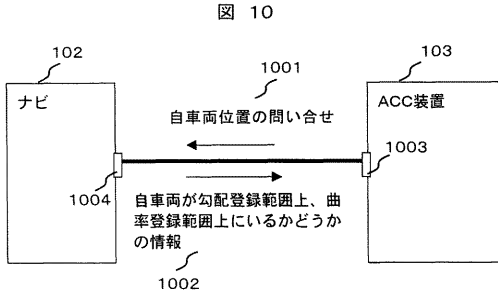 図 10
102
103
1001
ナビ
ACC装置
自車両位置の問い合せ
1003
1004
自車両が勾配登録範囲上、曲
率登録範囲上にいるかどうか
の情報
1002